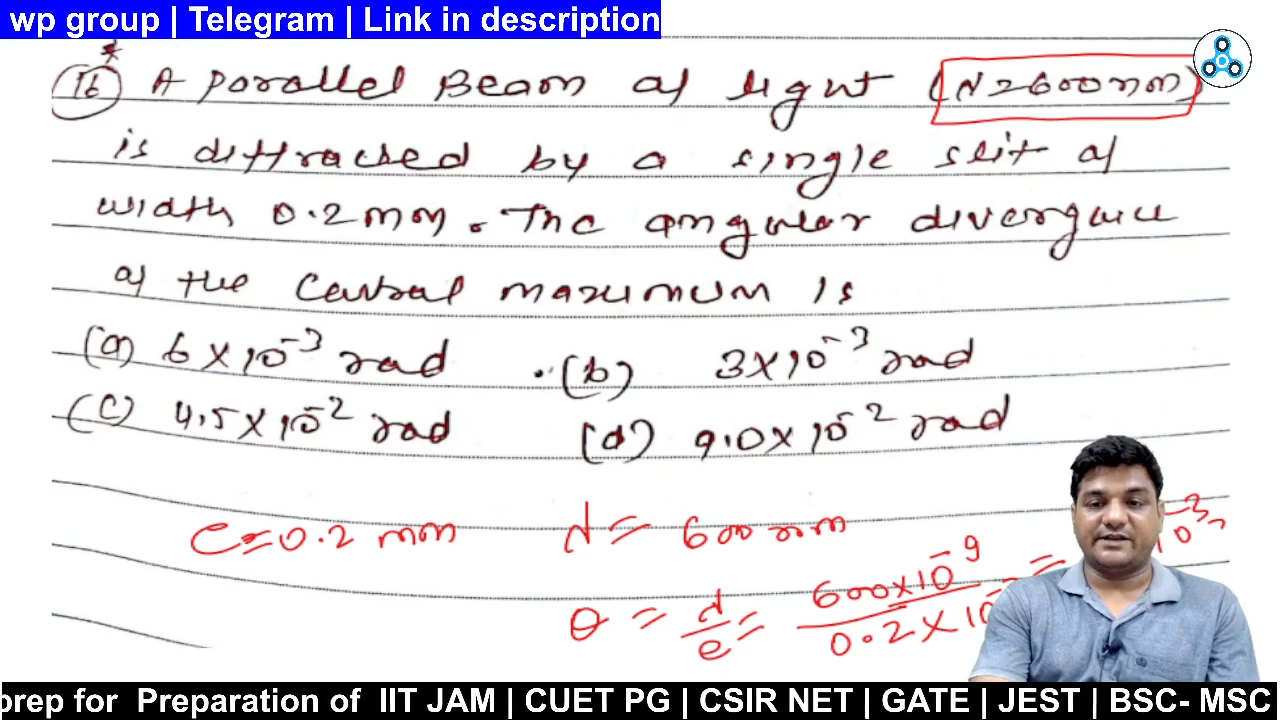 wp group | Telegram | Link in description
*
16 A parallel Beam of light (λ=600nm)
is diffracted by a single slit of
width 0.2mm. The angular divergence
of the Central maximum is
(a) 6×10⁻³ rad (b) 3×10⁻³ rad
(c) 4.5×10⁻² rad (d) 9.0×10⁻² rad
e=0.2 mm λ=600nm
θ = λ/e = 600×10⁻⁹/0.2×10 =
prep for Preparation of IIT JAM | CUET PG | CSIR NET | GATE | JEST | BSC- MSC